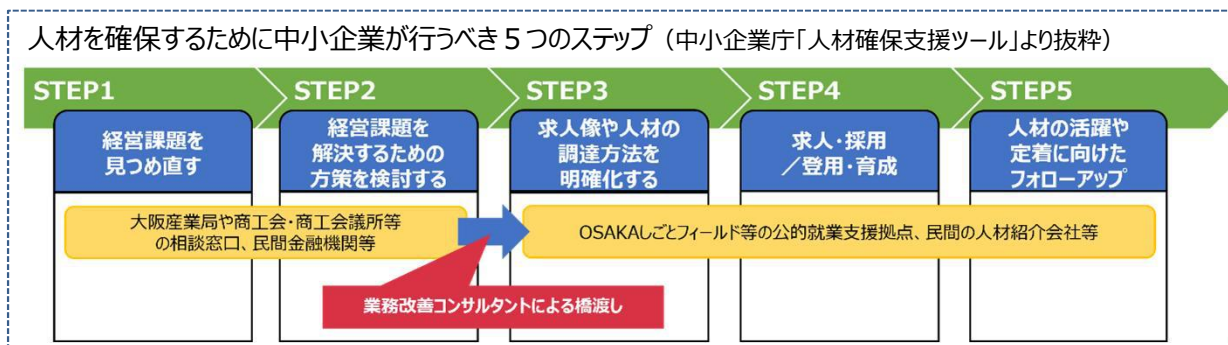 人材を確保するために中小企業が行うべき５つのステップ（中小企業庁「人材確保支援ツール」より抜粋）
STEP1
STEP2
STEP3
STEP4
STEP5
経営課題を
見つめ直す
経営課題を
解決するための
方策を検討する
求人像や人材の
調達方法を
明確化する
求人・採用
／登用・育成
人材の活躍や
定着に向けた
フォローアップ
大阪産業局や商工会・商工会議所等
の相談窓口、民間金融機関等
OSAKAしごとフィールド等の公的就業支援拠点、民間の人材紹介会社等
業務改善コンサルタントによる橋渡し